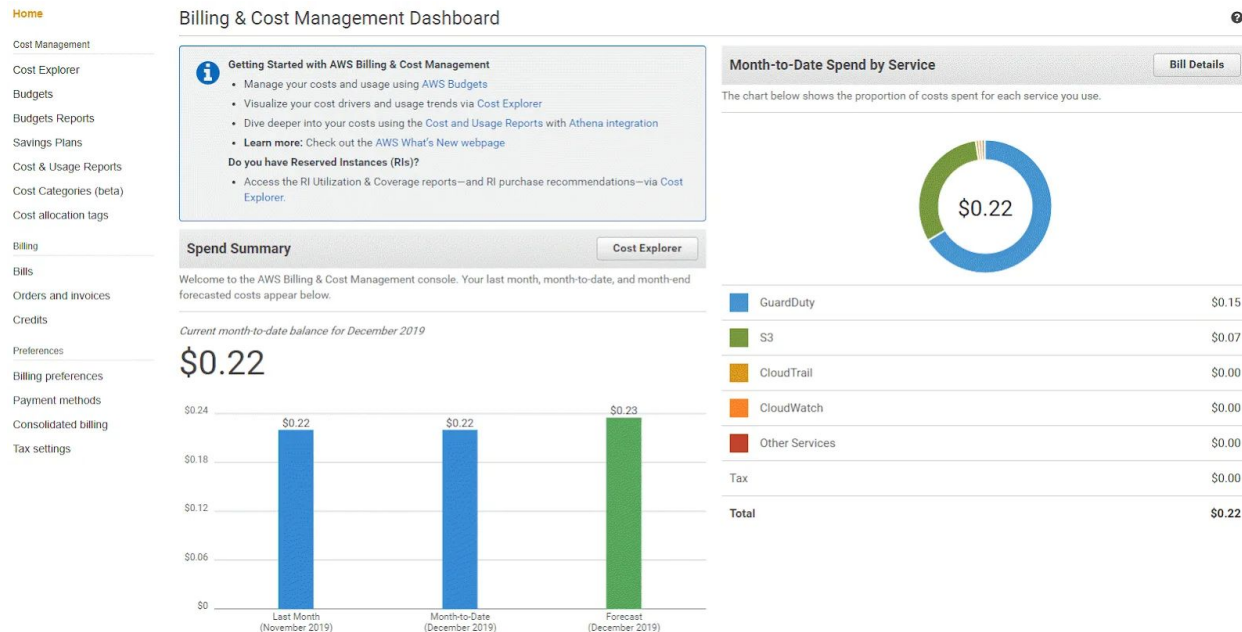 Home
Cost Management
Cost Explorer
Budgets
Budgets Reports
Savings Plans
Cost & Usage Reports
Cost Categories (beta)
Cost allocation tags
Billing
Bills
Orders and invoices
Credits
Preferences
Billing preferences
Payment methods
Consolidated billing
Tax settings
Billing & Cost Management Dashboard
?
i
Getting Started with AWS Billing & Cost Management
• Manage your costs and usage using AWS Budgets
• Visualize your cost drivers and usage trends via Cost Explorer
• Dive deeper into your costs using the Cost and Usage Reports with Athena integration
• Learn more: Check out the AWS What's New webpage
Do you have Reserved Instances (RIs)?
• Access the RI Utilization & Coverage reports—and RI purchase recommendations—via Cost
Explorer.
Spend Summary
Cost Explorer
Welcome to the AWS Billing & Cost Management console. Your last month, month-to-date, and month-end
forecasted costs appear below.
Current month-to-date balance for December 2019
$0.22
$0.24
$0.18
$0.12
$0.06
$0
$0.22
$0.22
$0.23
Last Month
(November 2019)
Month-to-Date
(December 2019)
Forecast
(December 2019)
Month-to-Date Spend by Service
Bill Details
The chart below shows the proportion of costs spent for each service you use.
$0.22
GuardDuty $0.15
S3 $0.07
CloudTrail $0.00
CloudWatch $0.00
Other Services $0.00
Tax $0.00
Total $0.22